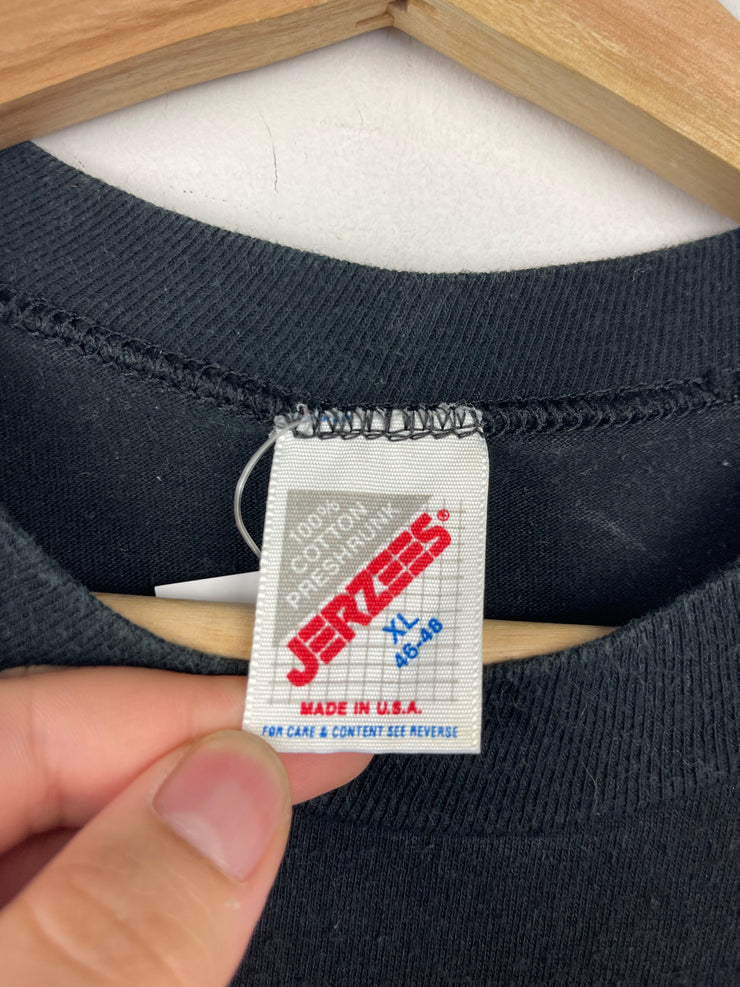 100%
COTTON
PRESHRUNK
JERZEES®
XL
46-48
MADE IN U.S.A.
FOR CARE & CONTENT SEE REVERSE